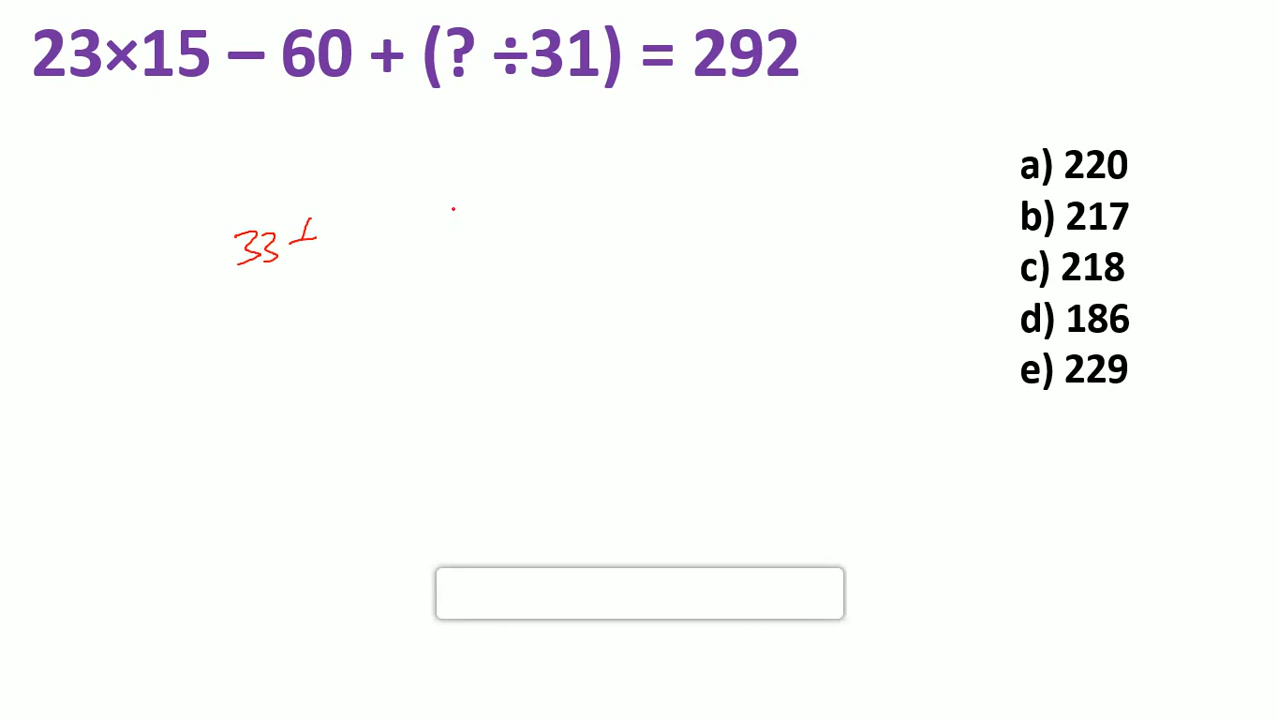 23×15 – 60 + (? ÷31) = 292
a) 220
b) 217
c) 218
d) 186
e) 229
33